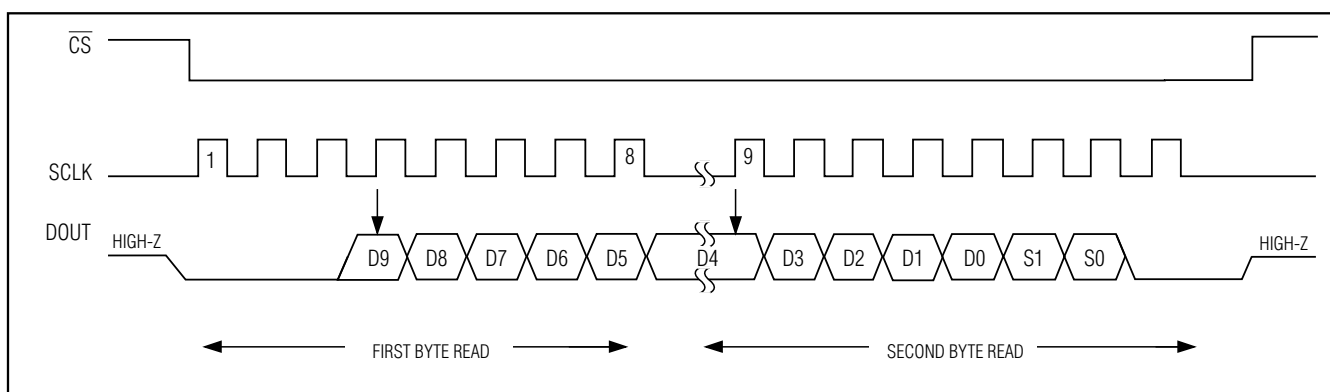 CS
1 8 9
SCLK
DOUT
HIGH-Z D9 D8 D7 D6 D5 D4 D3 D2 D1 D0 S1 S0 HIGH-Z
FIRST BYTE READ SECOND BYTE READ